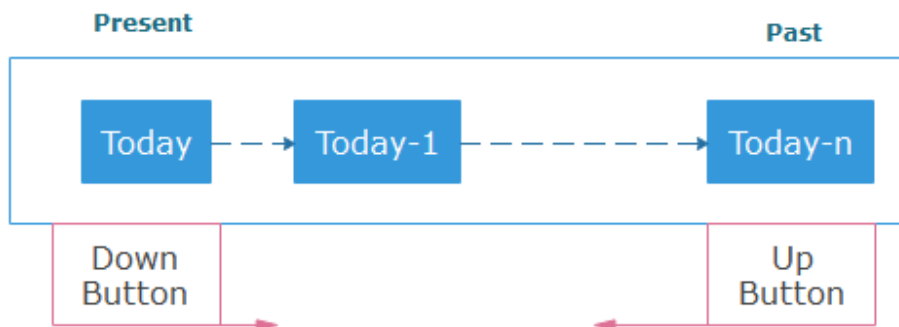 Present
Past
Today
Today-1
Today-n
Down
Button
Up
Button